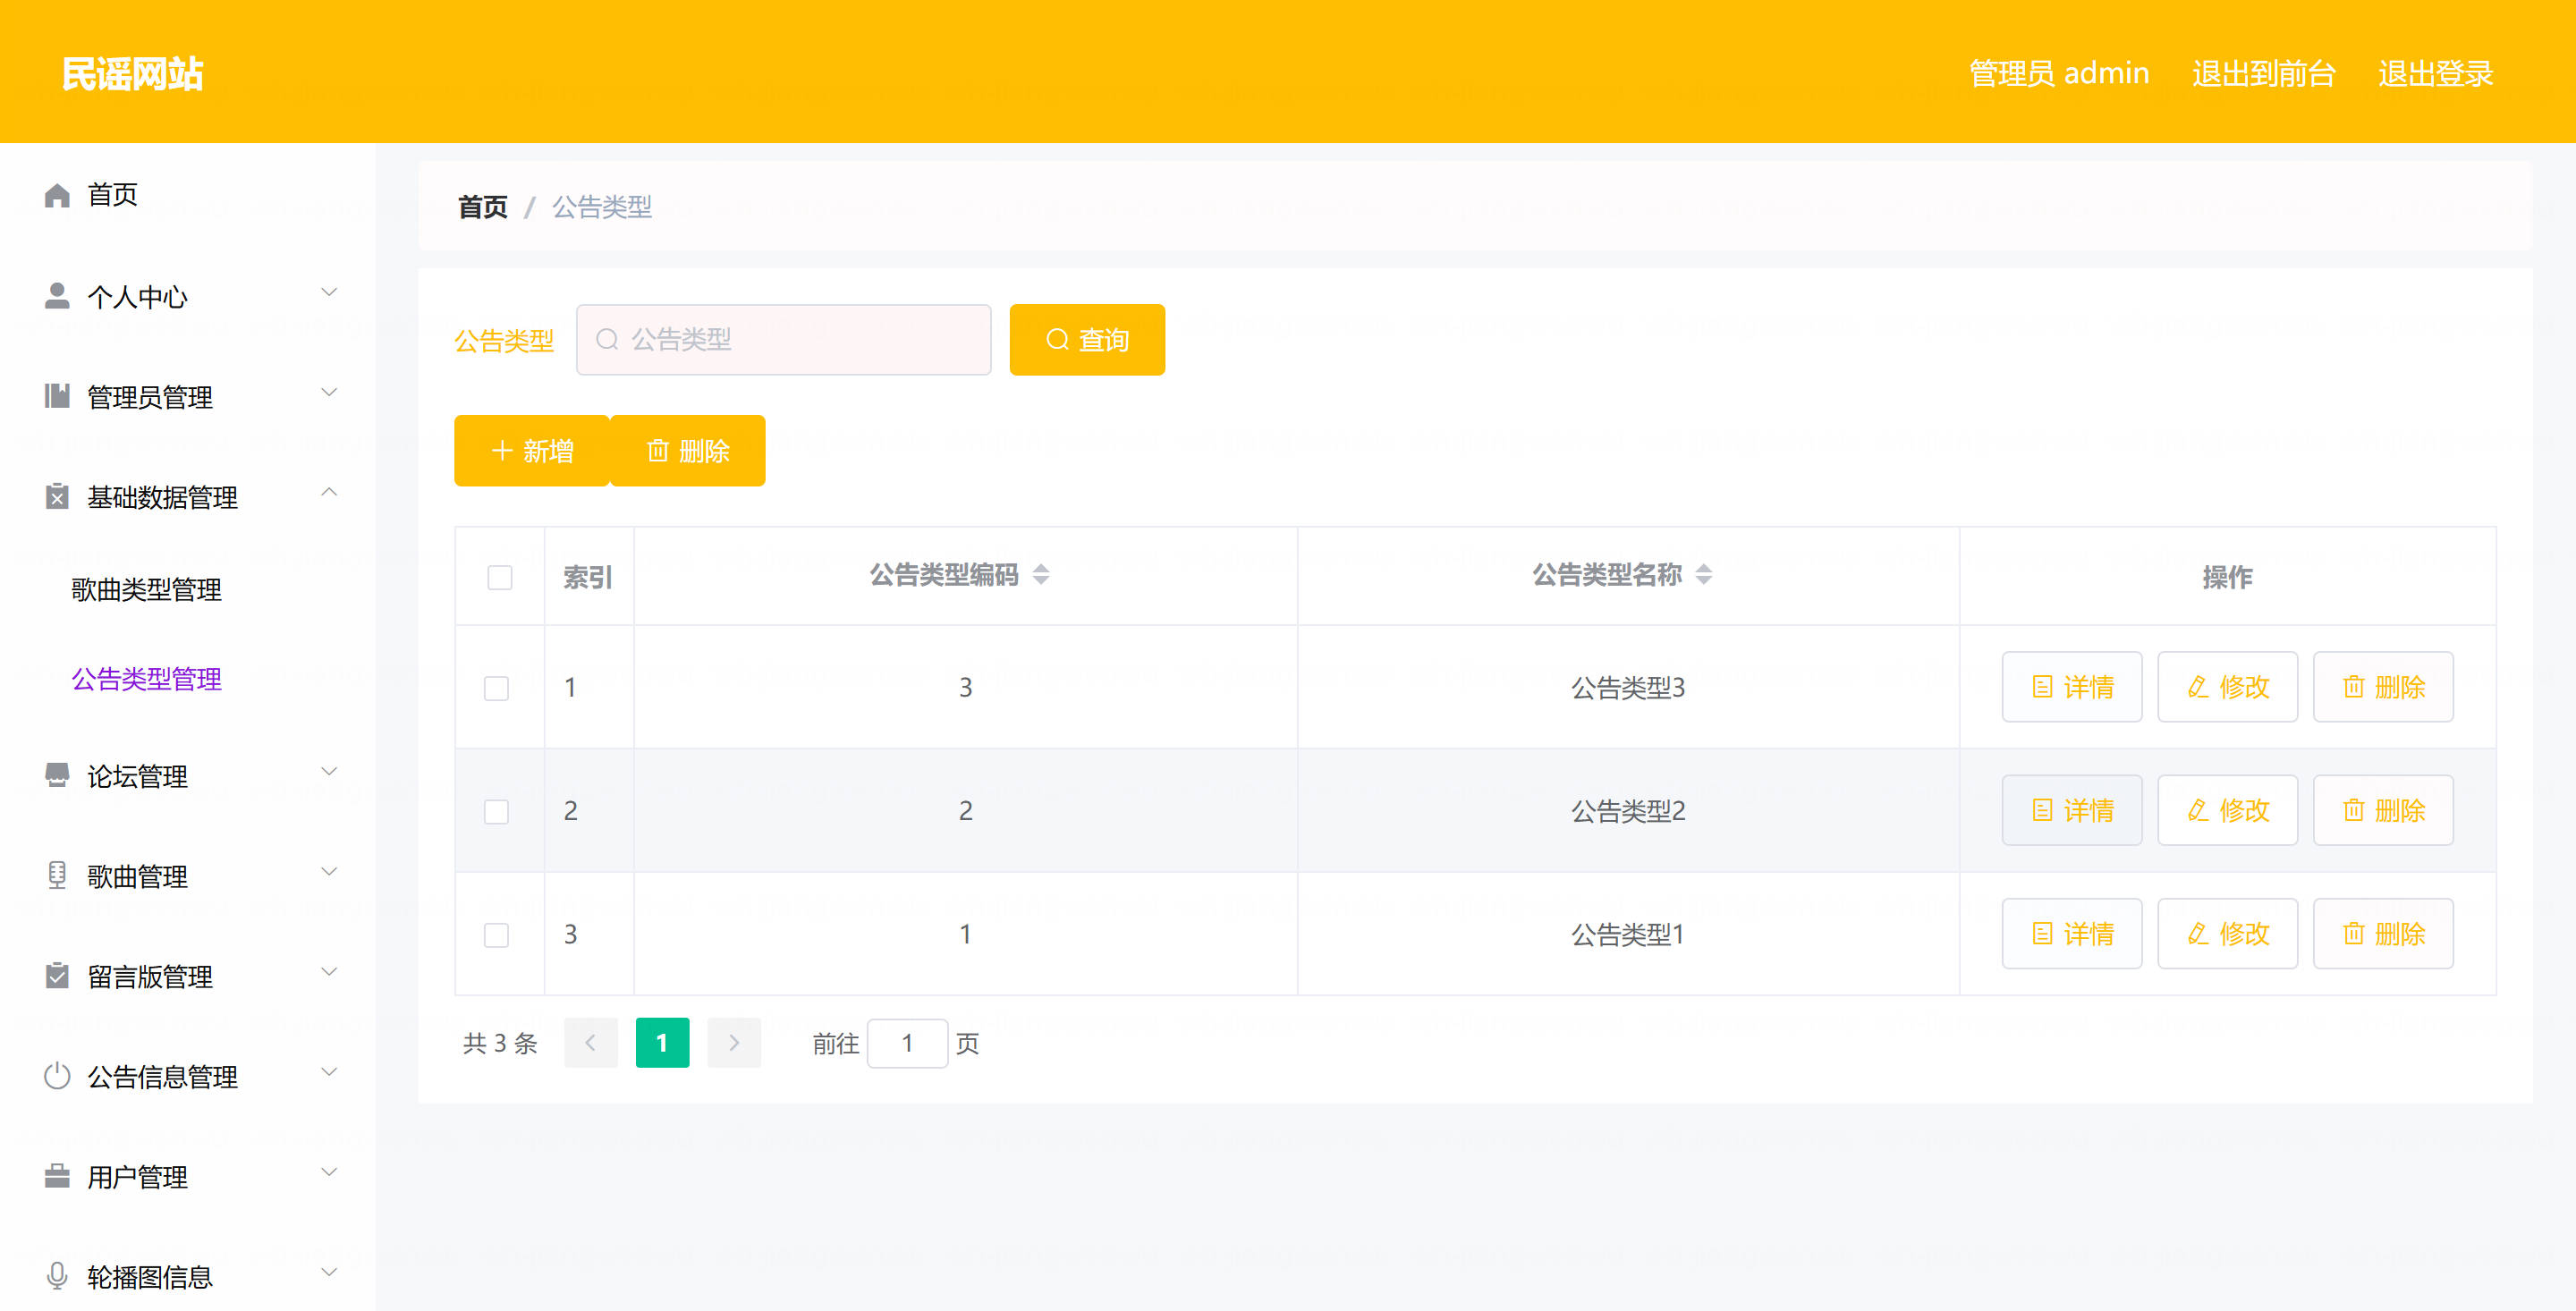 民谣网站
管理员 admin 退出到前台 退出登录
首页
个人中心
管理员管理
基础数据管理
歌曲类型管理
公告类型管理
论坛管理
歌曲管理
留言版管理
公告信息管理
用户管理
轮播图信息
首页 / 公告类型
公告类型 公告类型 查询
新增 删除
索引 公告类型编码 公告类型名称 操作
1 3 公告类型3 详情 修改 删除
2 2 公告类型2 详情 修改 删除
3 1 公告类型1 详情 修改 删除
共 3 条 1 前往 1 页